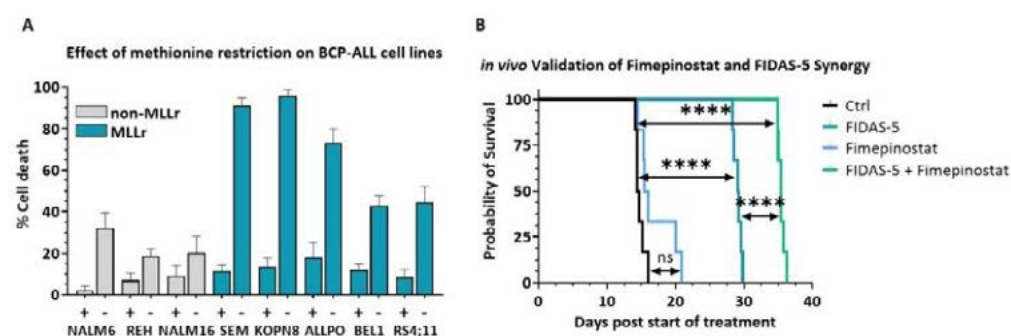 A
Effect of methionine restriction on BCP-ALL cell lines
100
80
60
40
20
0
% Cell death
non-MLLr
MLLr
+ - + - + - + - + - + - + - + -
NALM6 REH NALM16 SEM KOPN8 ALLPO BEL1 RS4;11
B
in vivo Validation of Fimepinostat and FIDAS-5 Synergy
100
75
50
25
0
Probability of Survival
****
****
****
ns
0 10 20 30 40
Days post start of treatment
Ctrl
FIDAS-5
Fimepinostat
FIDAS-5 + Fimepinostat